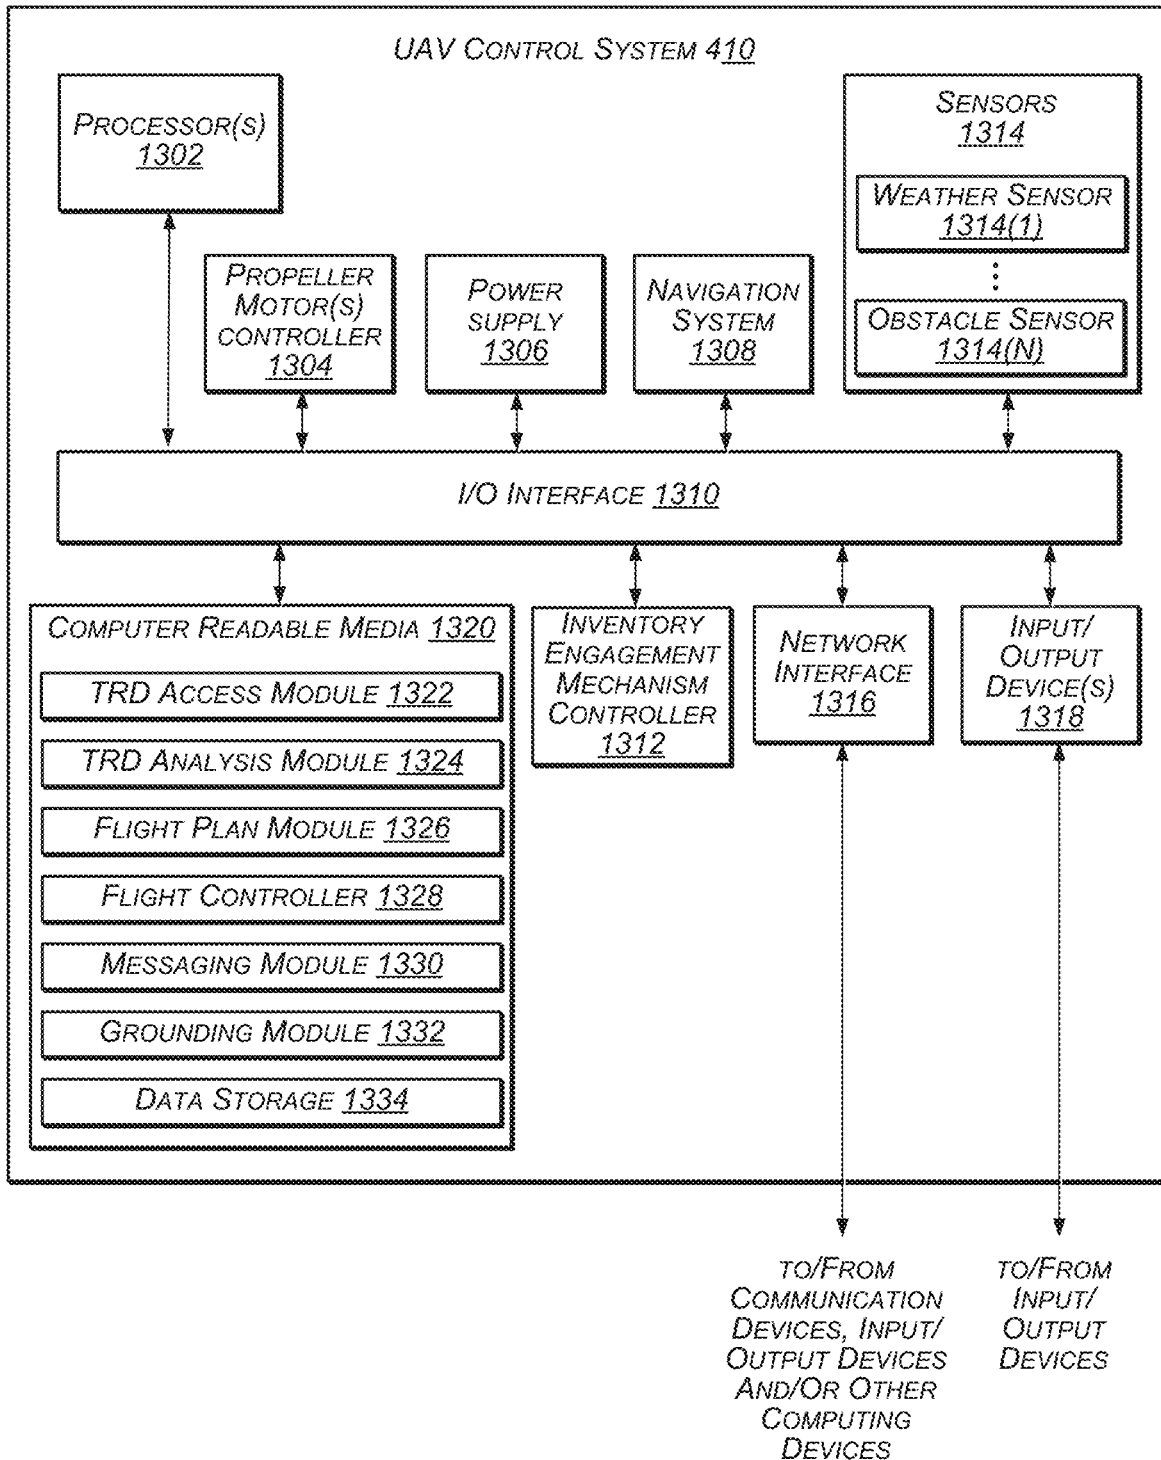 UAV CONTROL SYSTEM 410
PROCESSOR(S)
1302
SENSORS
1314
WEATHER SENSOR
1314(1)
OBSTACLE SENSOR
1314(N)
PROPELLER
MOTOR(S)
CONTROLLER
1304
POWER
SUPPLY
1306
NAVIGATION
SYSTEM
1308
I/O INTERFACE 1310
COMPUTER READABLE MEDIA 1320
TRD ACCESS MODULE 1322
TRD ANALYSIS MODULE 1324
FLIGHT PLAN MODULE 1326
FLIGHT CONTROLLER 1328
MESSAGING MODULE 1330
GROUNDING MODULE 1332
DATA STORAGE 1334
INVENTORY
ENGAGEMENT
MECHANISM
CONTROLLER
1312
NETWORK
INTERFACE
1316
INPUT/
OUTPUT
DEVICE(S)
1318
TO/FROM
COMMUNICATION
DEVICES, INPUT/
OUTPUT DEVICES
AND/OR OTHER
COMPUTING
DEVICES
TO/FROM
INPUT/
OUTPUT
DEVICES